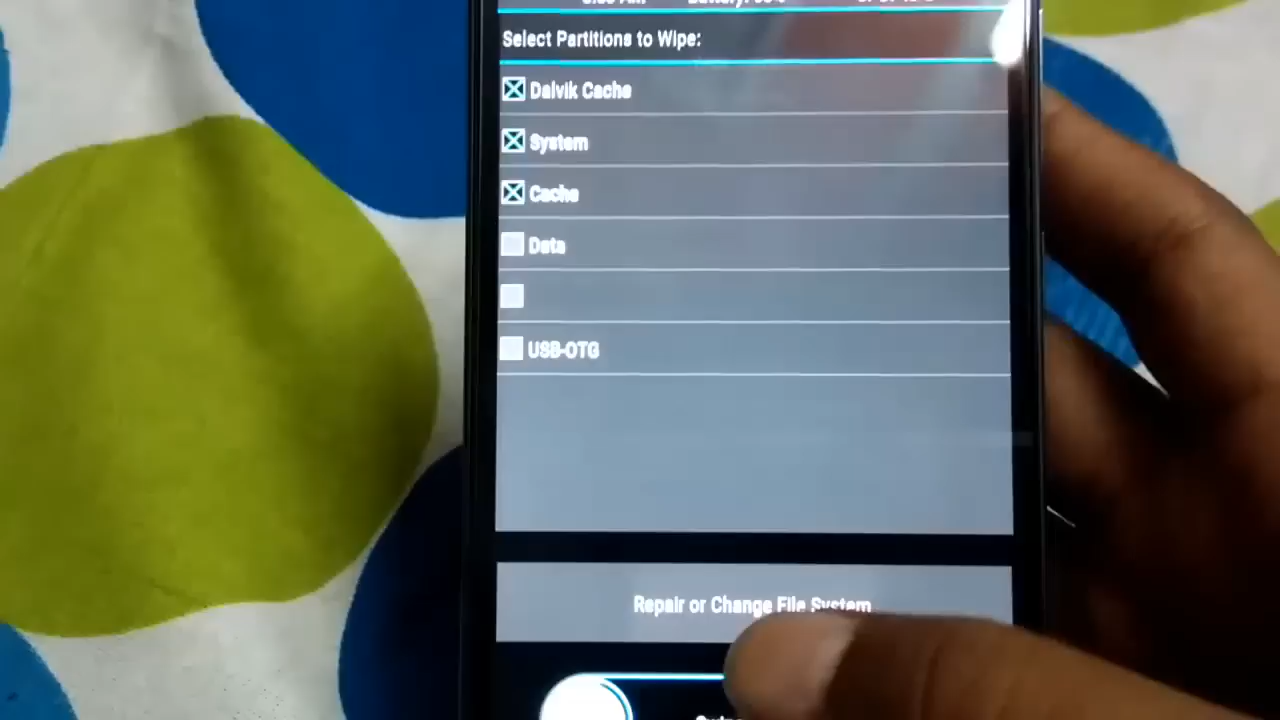 Select Partitions to Wipe:
Dalvik Cache
System
Cache
Data
USB-OTG
Repair or Change File System